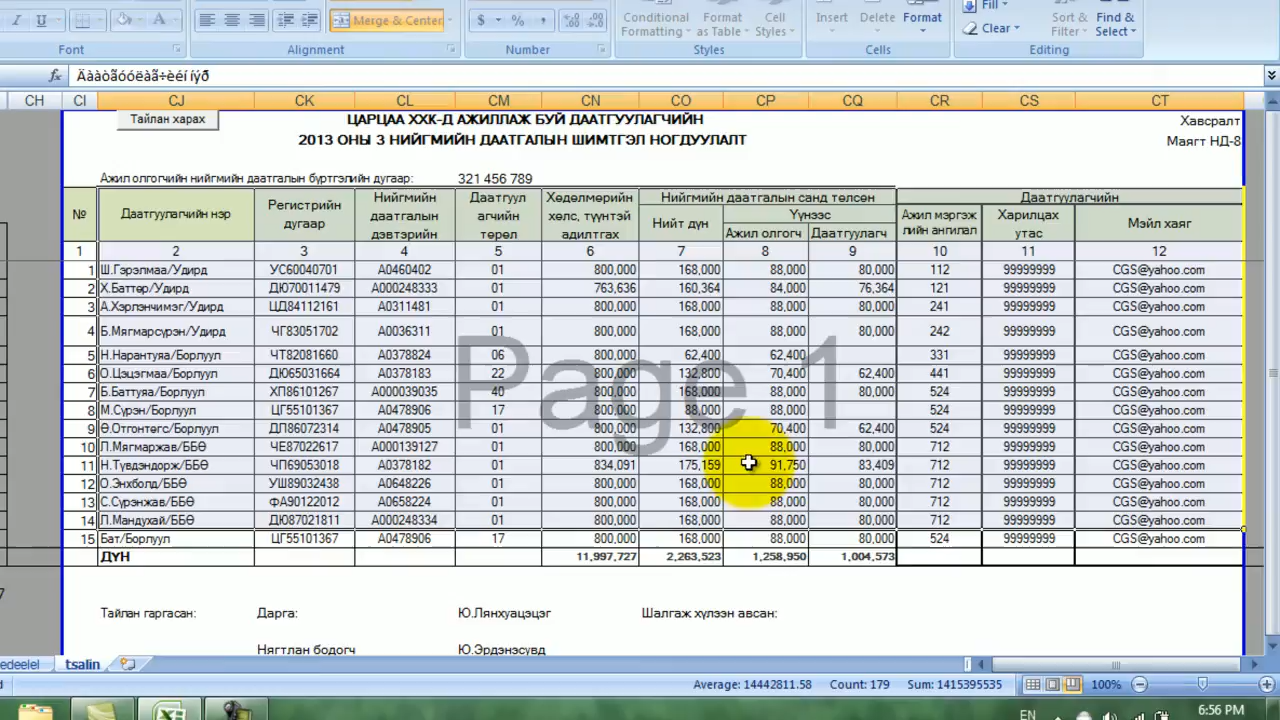 Merge & Center
$ % ,
Conditional Formatting
Format as Table
Cell Styles
Insert
Delete
Format
Fill
Clear
Sort & Filter
Find & Select
Font
Alignment
Number
Styles
Cells
Editing
fx Äààòãóóëàã÷èéí íýð
CH CI CJ CK CL CM CN CO CP CQ CR CS CT
Тайлан харах
ЦАРЦАА ХХК-Д АЖИЛЛАЖ БУЙ ДААТГУУЛАГЧИЙН
Хавсралт
2013 ОНЫ 3 НИЙГМИЙН ДААТГАЛЫН ШИМТГЭЛ НОГДУУЛАЛТ
Маягт НД-8
Ажил олгогчийн нийгмийн даатгалын бүртгэлийн дугаар: 321 456 789
№
Даатгуулагчийн нэр
Регистрийн дугаар
Нийгмийн даатгалын дэвтэрийн
Даатгуул агчийн төрөл
Хөдөлмөрийн хөлс, түүнтэй адилтгах
Нийгмийн даатгалын санд төлсөн
Нийт дүн
Үүнээс
Ажил олгогч
Даатгуулагч
Даатгуулагчийн
Ажил мэргэж лийн ангилал
Харилцах утас
Мэйл хаяг
1 2 3 4 5 6 7 8 9 10 11 12
1 Ш.Гэрэлмаа/Удирд УС60040701 А0460402 01 800,000 168,000 88,000 80,000 112 99999999 CGS@yahoo.com
2 Х.Баттөр/Удирд ДЮ70011479 А000248333 01 763,636 160,364 84,000 76,364 121 99999999 CGS@yahoo.com
3 А.Хэрлэнчимэг/Удирд ЦД84112161 А0311481 01 800,000 168,000 88,000 80,000 241 99999999 CGS@yahoo.com
4 Б.Мягмарсүрэн/Удирд ЧГ83051702 А0036311 01 800,000 168,000 88,000 80,000 242 99999999 CGS@yahoo.com
5 Н.Нарантуяа/Борлуул ЧТ82081660 А0378824 06 800,000 62,400 62,400 331 99999999 CGS@yahoo.com
6 О.Цэцэгмаа/Борлуул ДЮ65031664 А0378183 22 800,000 132,800 70,400 62,400 441 99999999 CGS@yahoo.com
7 Б.Баттуяа/Борлуул ХП86101267 А000039035 40 800,000 168,000 88,000 80,000 524 99999999 CGS@yahoo.com
8 М.Сүрэн/Борлуул ЦГ55101367 А0478906 17 800,000 88,000 88,000 524 99999999 CGS@yahoo.com
9 Ө.Отгонтөгс/Борлуул ДЛ86072314 А0478905 01 800,000 132,800 70,400 62,400 524 99999999 CGS@yahoo.com
10 Л.Мягмаржав/ББӨ ЧЕ87022617 А000139127 01 800,000 168,000 88,000 80,000 712 99999999 CGS@yahoo.com
11 Н.Түвдэндорж/ББӨ ЧП69053018 А0378182 01 834,091 175,159 91,750 83,409 712 99999999 CGS@yahoo.com
12 О.Энхболд/ББӨ УШ89032438 А0648226 01 800,000 168,000 88,000 80,000 712 99999999 CGS@yahoo.com
13 С.Сүрэнжав/ББӨ ФА90122012 А0658224 01 800,000 168,000 88,000 80,000 712 99999999 CGS@yahoo.com
14 Л.Мандухай/ББӨ ДЮ87021811 А000248334 01 800,000 168,000 88,000 80,000 712 99999999 CGS@yahoo.com
15 Бат/Борлуул ЦГ55101367 А0478906 17 800,000 168,000 88,000 80,000 524 99999999 CGS@yahoo.com
ДҮН 11,997,727 2,263,523 1,258,950 1,004,573
Page 1
Тайлан гаргасан: Дарга: Ю.Лянхуацэцэг Шалгаж хүлээн авсан:
7
Нягтлан бодогч Ю.Эрдэнэсүвд
edeelel tsalin
Average: 14442811.58 Count: 179 Sum: 1415395535 100%
EN 6:56 PM